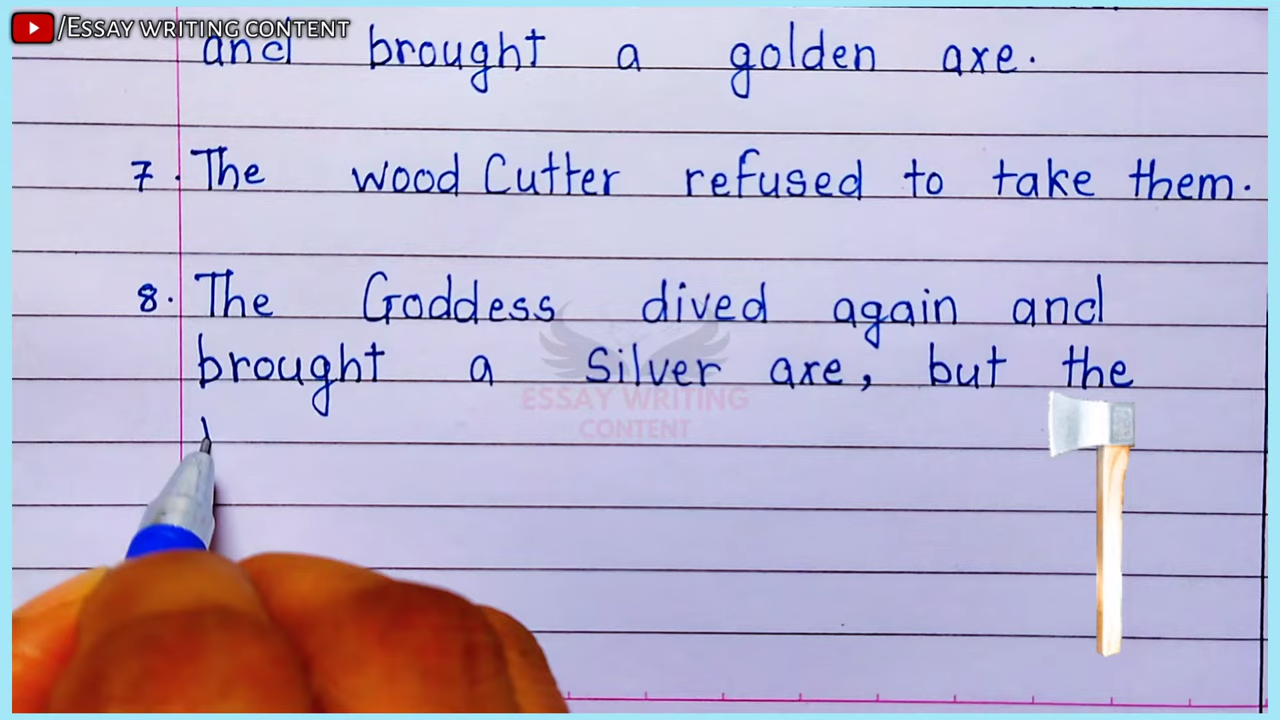 /ESSAY WRITING CONTENT
and brought a golden axe.
7. The wood Cutter refused to take them.
8. The Goddess dived again and
brought a Silver axe, but the
ESSAY WRITING
CONTENT